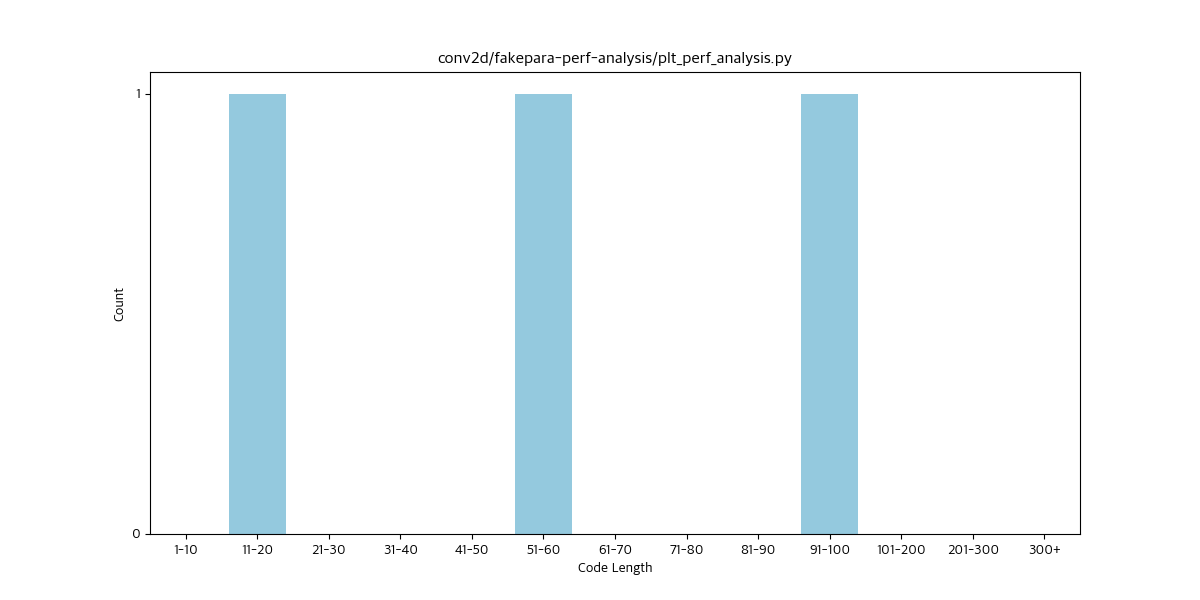 conv2d/fakepara-perf-analysis/plt_perf_analysis.py
1
Count
0
1-10 11-20 21-30 31-40 41-50 51-60 61-70 71-80 81-90 91-100 101-200 201-300 300+
Code Length